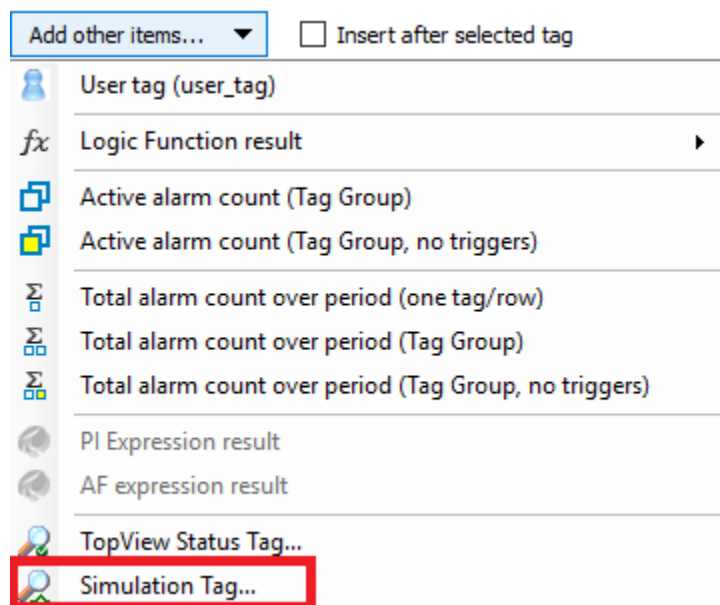 Add other items...
Insert after selected tag
User tag (user_tag)
fx Logic Function result
Active alarm count (Tag Group)
Active alarm count (Tag Group, no triggers)
Σ Total alarm count over period (one tag/row)
Σ Total alarm count over period (Tag Group)
Σ Total alarm count over period (Tag Group, no triggers)
PI Expression result
AF expression result
TopView Status Tag...
Simulation Tag...